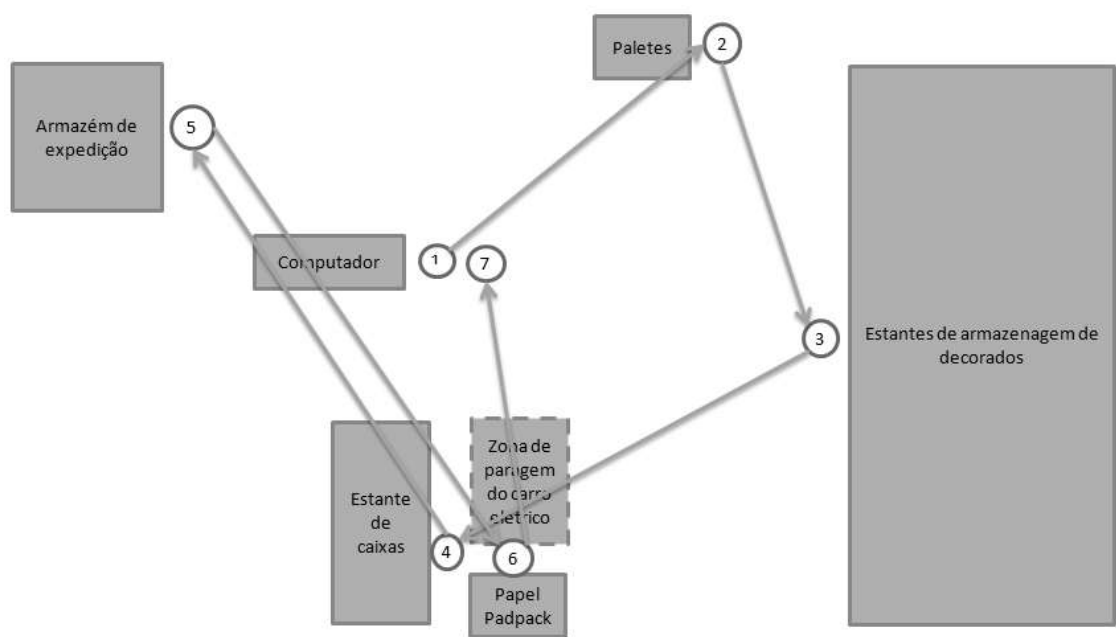 Paletes
2
Armazém de
expedição
5
Computador
1
7
3
Estantes de armazenagem de
decorados
Zona de
paragem
do carro
eletrico
Estante
de
caixas
4
6
Papel
Padpack